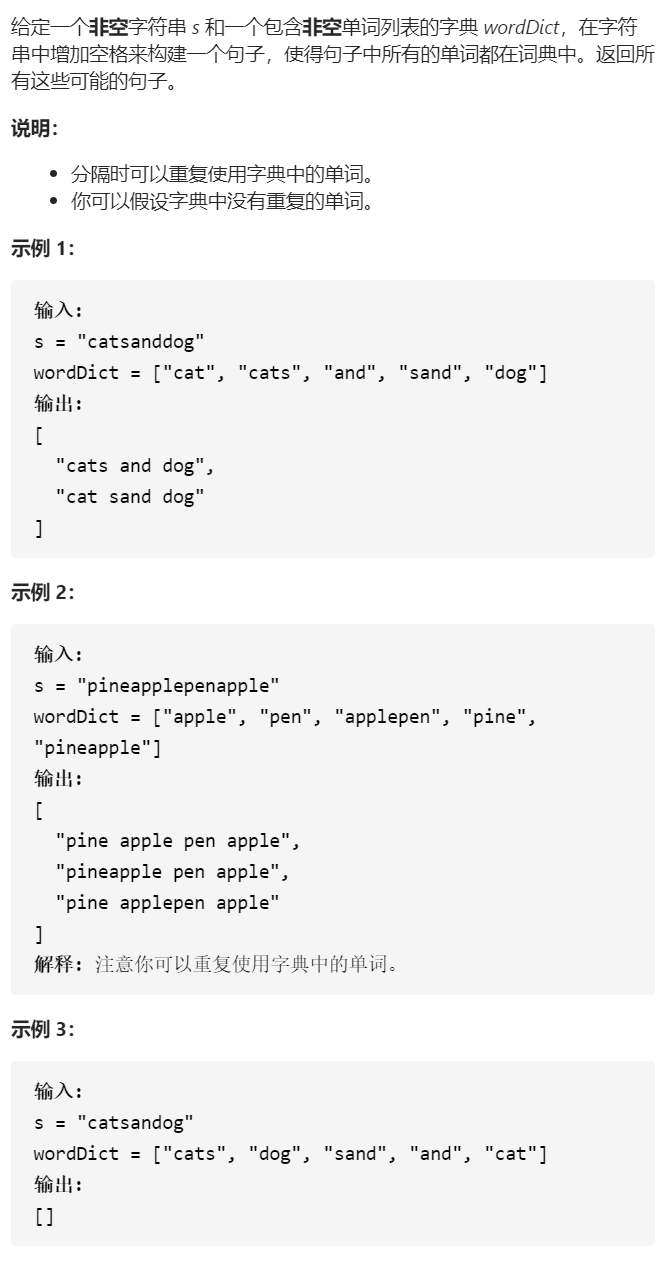 给定一个非空字符串 s 和一个包含非空单词列表的字典 wordDict，在字符
串中增加空格来构建一个句子，使得句子中所有的单词都在词典中。返回所
有这些可能的句子。
说明：
• 分隔时可以重复使用字典中的单词。
• 你可以假设字典中没有重复的单词。
示例 1：
输入:
s = "catsanddog"
wordDict = ["cat", "cats", "and", "sand", "dog"]
输出:
[
  "cats and dog",
  "cat sand dog"
]
示例 2：
输入:
s = "pineapplepenapple"
wordDict = ["apple", "pen", "applepen", "pine",
"pineapple"]
输出:
[
  "pine apple pen apple",
  "pineapple pen apple",
  "pine applepen apple"
]
解释: 注意你可以重复使用字典中的单词。
示例 3：
输入:
s = "catsandog"
wordDict = ["cats", "dog", "sand", "and", "cat"]
输出:
[]